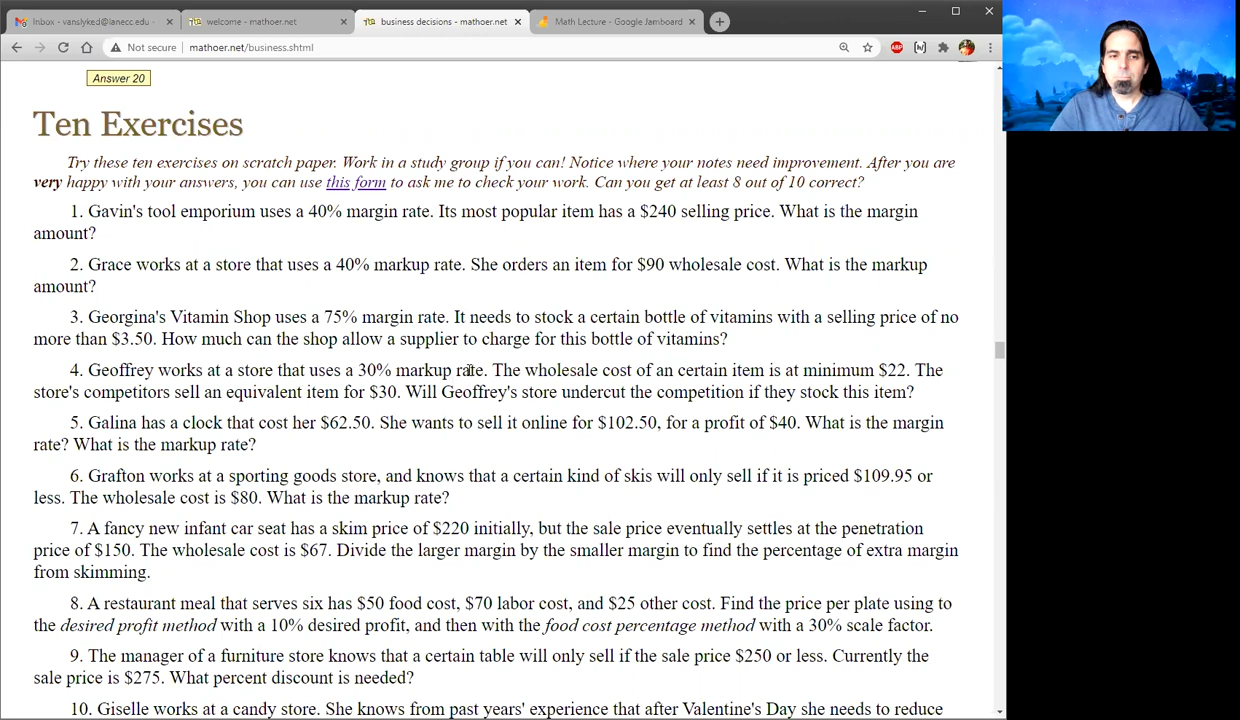 Inbox - vanslyked@lanecc.edu -
welcome - mathoer.net
business decisions - mathoer.net
Math Lecture - Google Jamboard
Not secure | mathoer.net/business.shtml
Answer 20
Ten Exercises
Try these ten exercises on scratch paper. Work in a study group if you can! Notice where your notes need improvement. After you are
very happy with your answers, you can use this form to ask me to check your work. Can you get at least 8 out of 10 correct?
1. Gavin's tool emporium uses a 40% margin rate. Its most popular item has a $240 selling price. What is the margin
amount?
2. Grace works at a store that uses a 40% markup rate. She orders an item for $90 wholesale cost. What is the markup
amount?
3. Georgina's Vitamin Shop uses a 75% margin rate. It needs to stock a certain bottle of vitamins with a selling price of no
more than $3.50. How much can the shop allow a supplier to charge for this bottle of vitamins?
4. Geoffrey works at a store that uses a 30% markup rate. The wholesale cost of an certain item is at minimum $22. The
store's competitors sell an equivalent item for $30. Will Geoffrey's store undercut the competition if they stock this item?
5. Galina has a clock that cost her $62.50. She wants to sell it online for $102.50, for a profit of $40. What is the margin
rate? What is the markup rate?
6. Grafton works at a sporting goods store, and knows that a certain kind of skis will only sell if it is priced $109.95 or
less. The wholesale cost is $80. What is the markup rate?
7. A fancy new infant car seat has a skim price of $220 initially, but the sale price eventually settles at the penetration
price of $150. The wholesale cost is $67. Divide the larger margin by the smaller margin to find the percentage of extra margin
from skimming.
8. A restaurant meal that serves six has $50 food cost, $70 labor cost, and $25 other cost. Find the price per plate using to
the desired profit method with a 10% desired profit, and then with the food cost percentage method with a 30% scale factor.
9. The manager of a furniture store knows that a certain table will only sell if the sale price $250 or less. Currently the
sale price is $275. What percent discount is needed?
10. Giselle works at a candy store. She knows from past years' experience that after Valentine's Day she needs to reduce